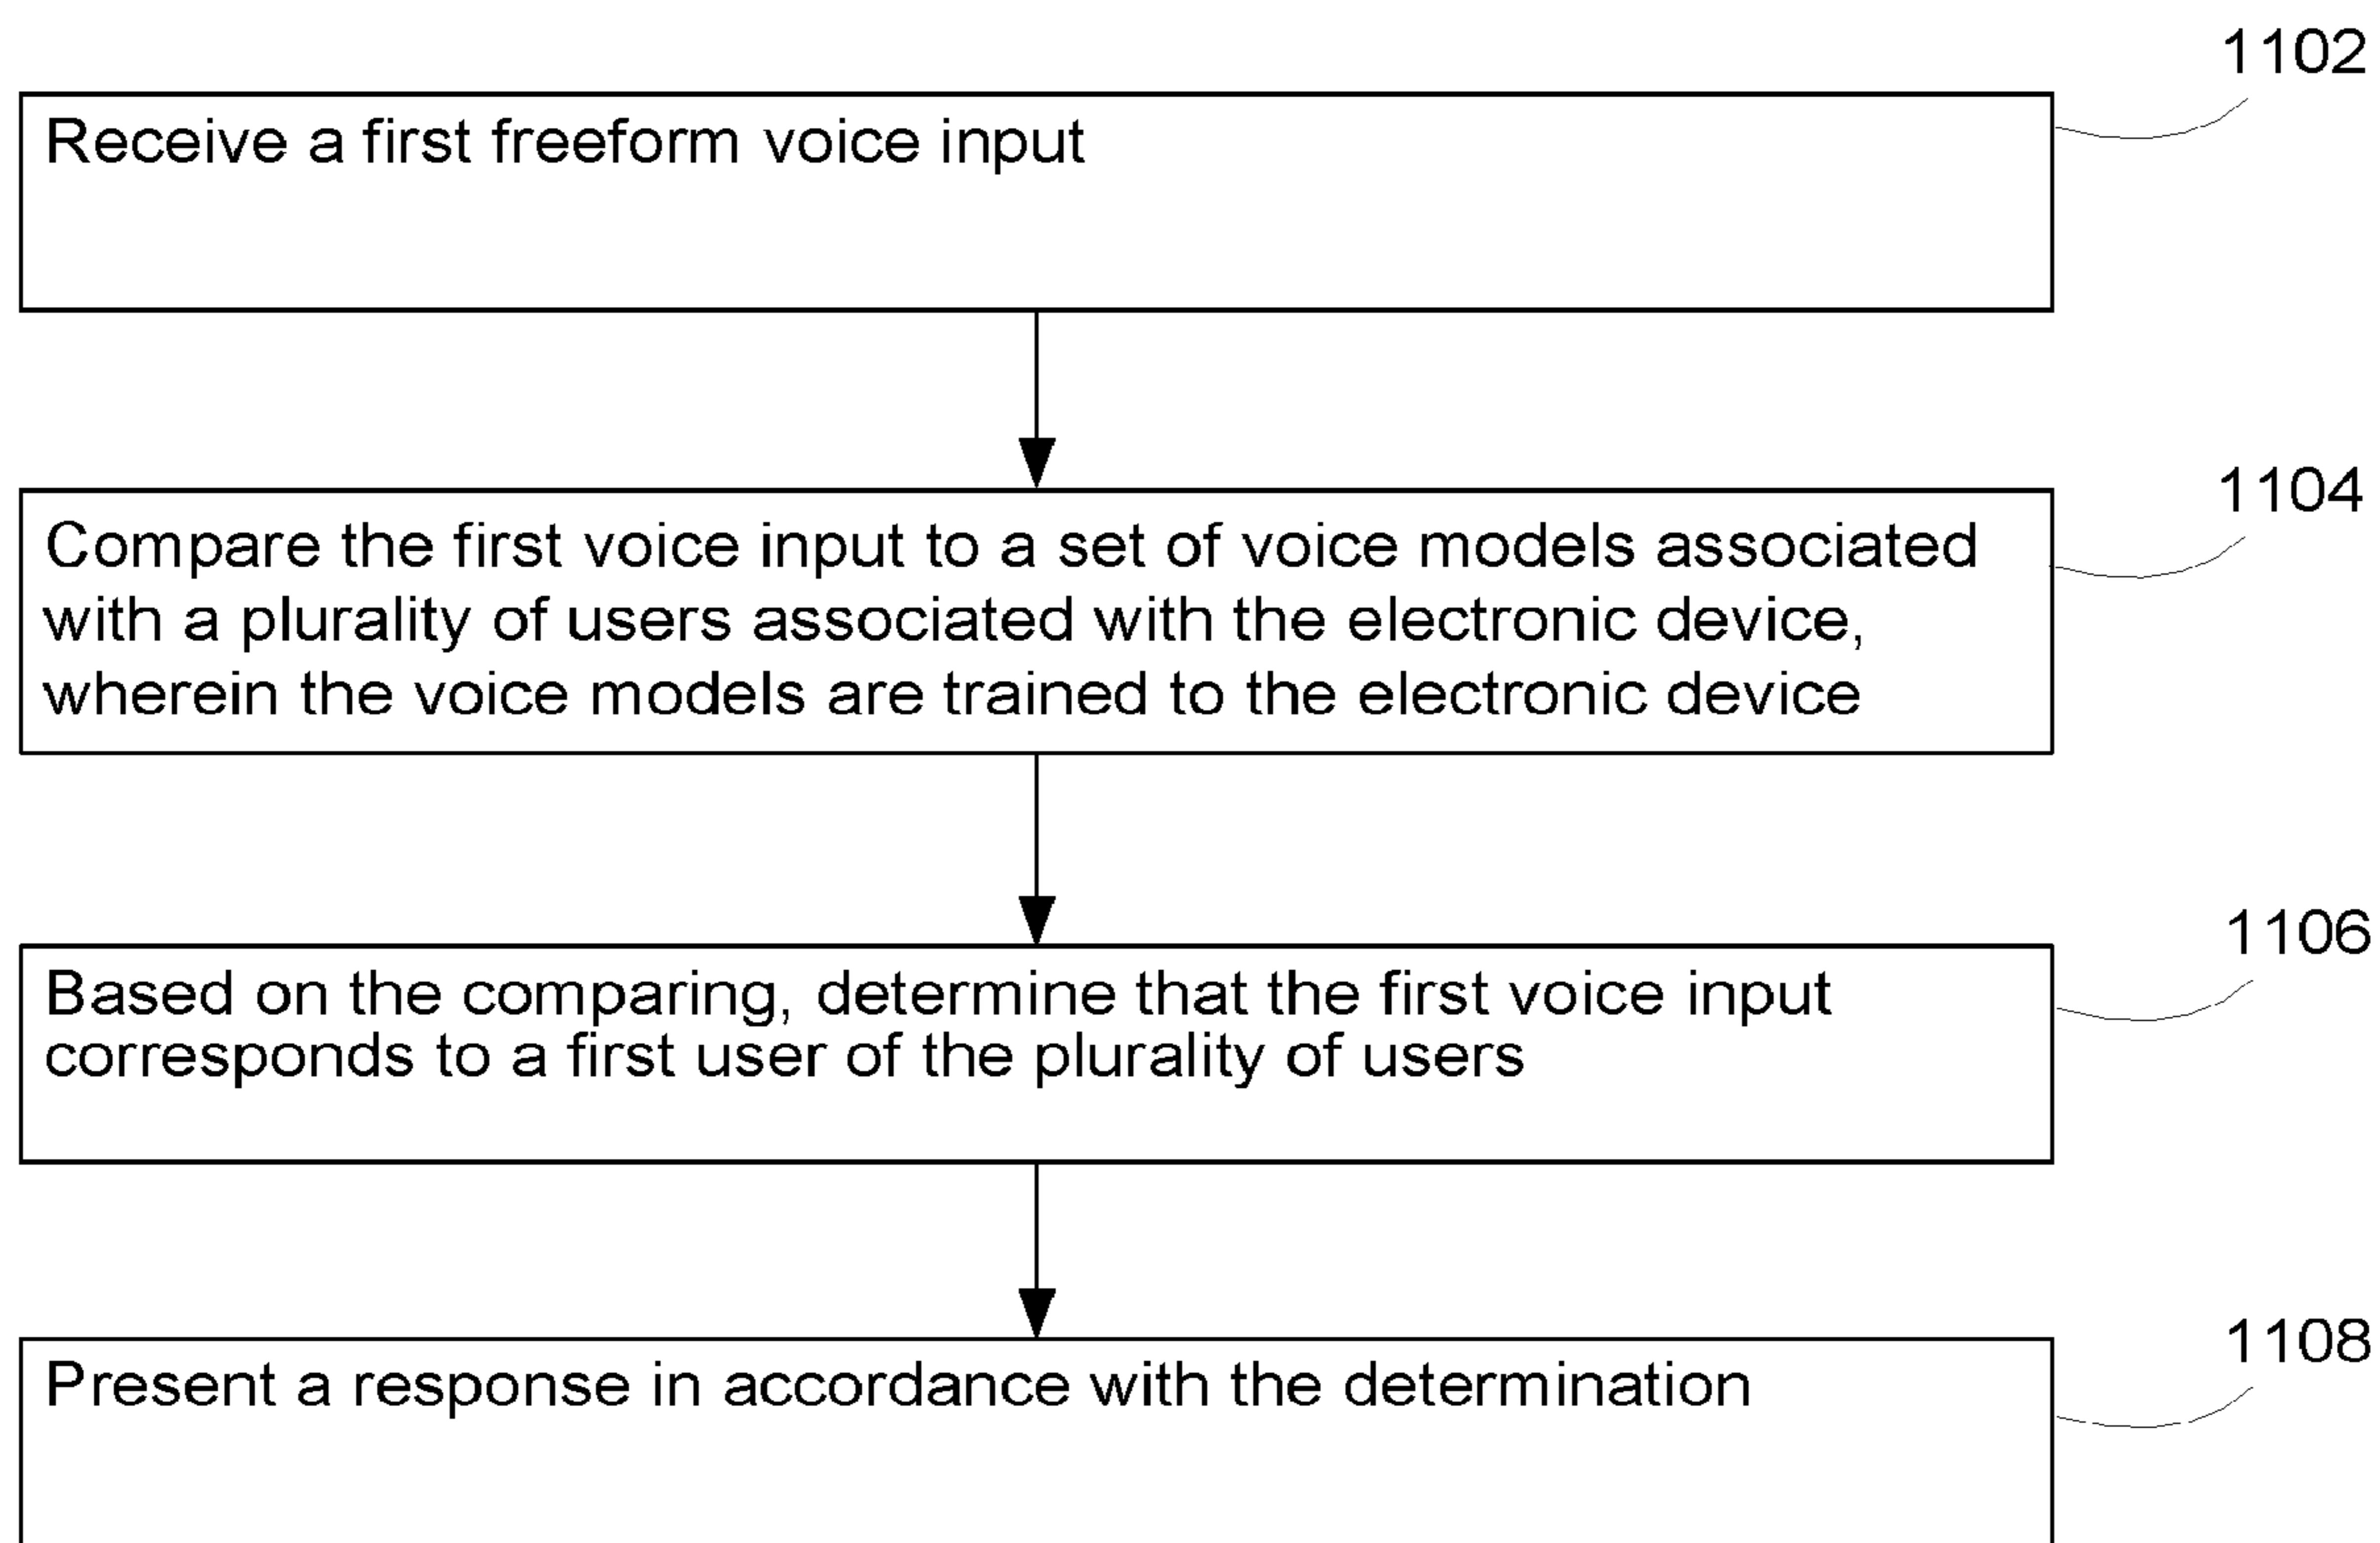 1102
Receive a first freeform voice input
1104
Compare the first voice input to a set of voice models associated
with a plurality of users associated with the electronic device,
wherein the voice models are trained to the electronic device
1106
Based on the comparing, determine that the first voice input
corresponds to a first user of the plurality of users
1108
Present a response in accordance with the determination